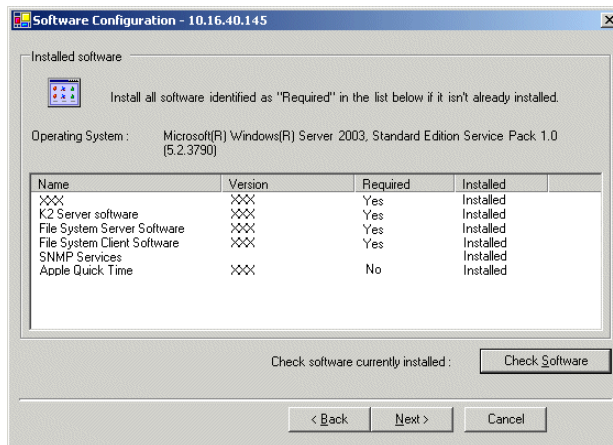 Software Configuration - 10.16.40.145
Installed software
Install all software identified as "Required" in the list below if it isn't already installed.
Operating System : Microsoft(R) Windows(R) Server 2003, Standard Edition Service Pack 1.0
(5.2.3790)
Name Version Required Installed
XXX XXX Yes Installed
K2 Server software XXX Yes Installed
File System Server Software XXX Yes Installed
File System Client Software XXX Yes Installed
SNMP Services Installed
Apple Quick Time XXX No Installed
Check software currently installed : Check Software
< Back Next > Cancel